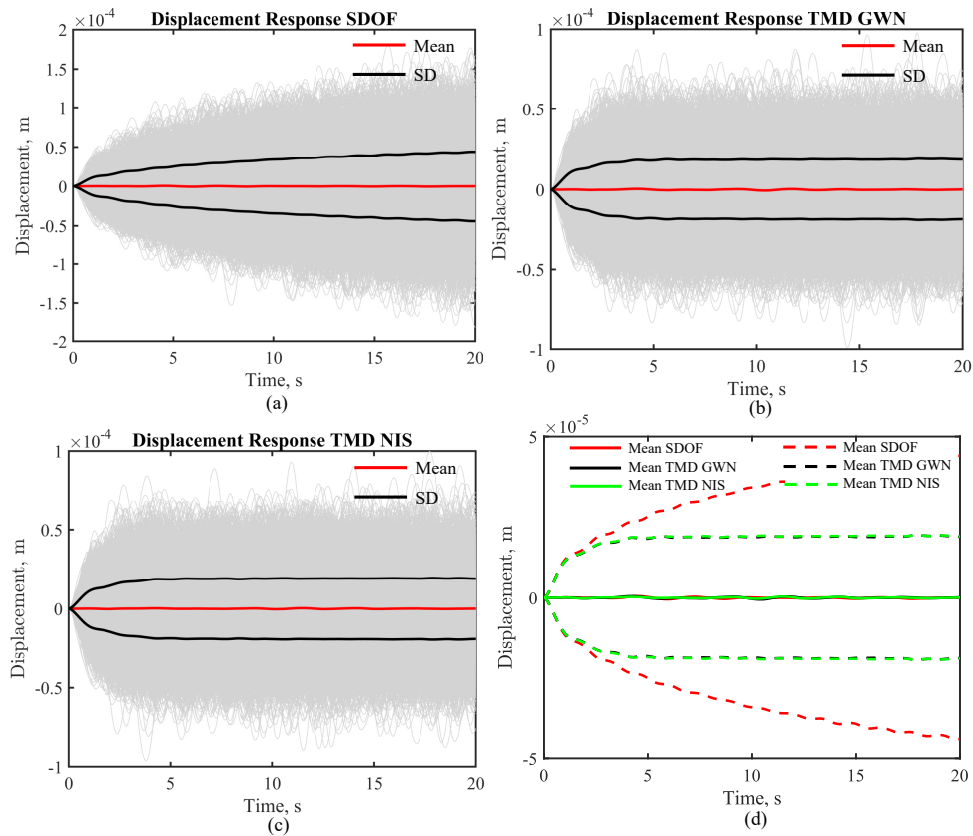 ×10⁻⁴
Displacement Response SDOF
Mean
SD
2
1.5
1
0.5
0
-0.5
-1
-1.5
-2
Displacement, m
0 5 10 15 20
Time, s
(a)
×10⁻⁴
Displacement Response TMD GWN
Mean
SD
1
0.5
0
-0.5
-1
Displacement, m
0 5 10 15 20
Time, s
(b)
×10⁻⁴
Displacement Response TMD NIS
Mean
SD
1
0.5
0
-0.5
-1
Displacement, m
0 5 10 15 20
Time, s
(c)
×10⁻⁵
Mean SDOF Mean SDOF
Mean TMD GWN Mean TMD GWN
Mean TMD NIS Mean TMD NIS
5
0
-5
Displacement, m
0 5 10 15 20
Time, s
(d)